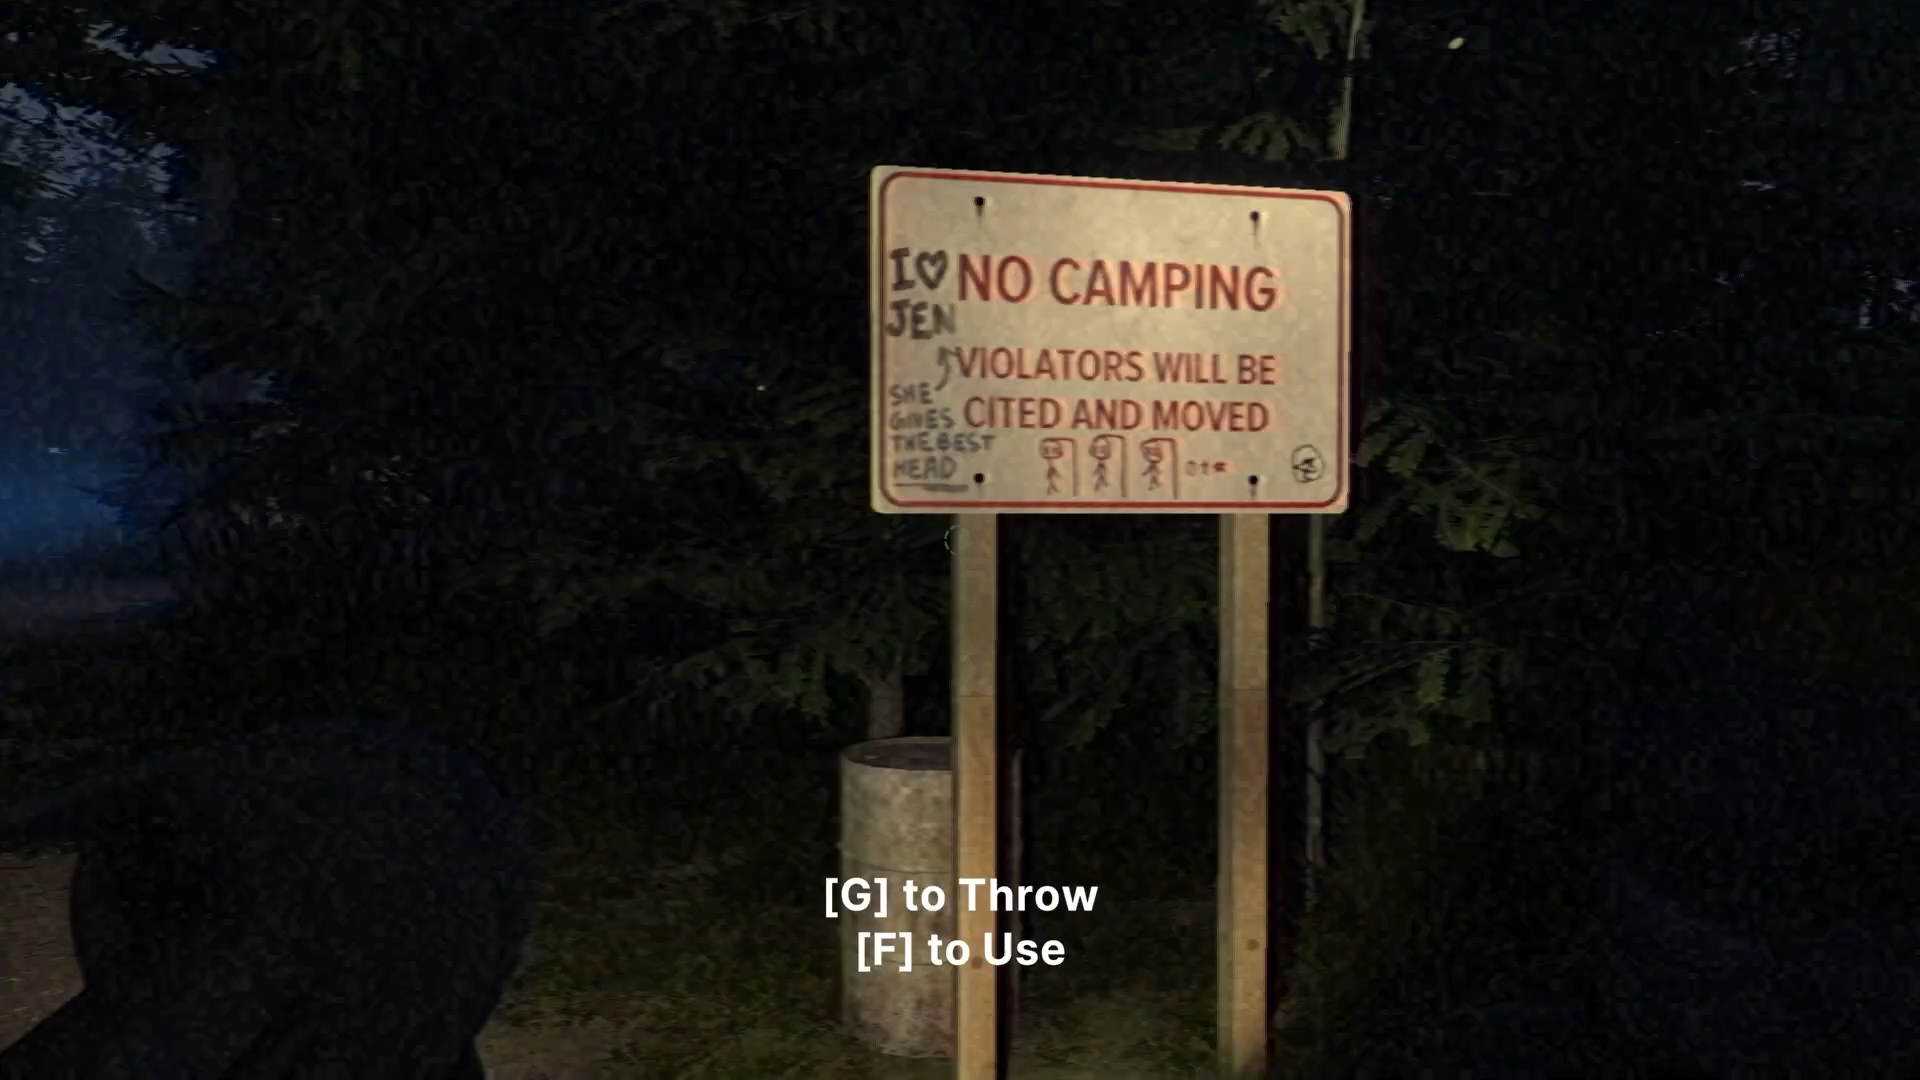 I♡
JEN
NO CAMPING
VIOLATORS WILL BE
CITED AND MOVED
SHE
GIVES
THE BEST
HEAD
[G] to Throw
[F] to Use